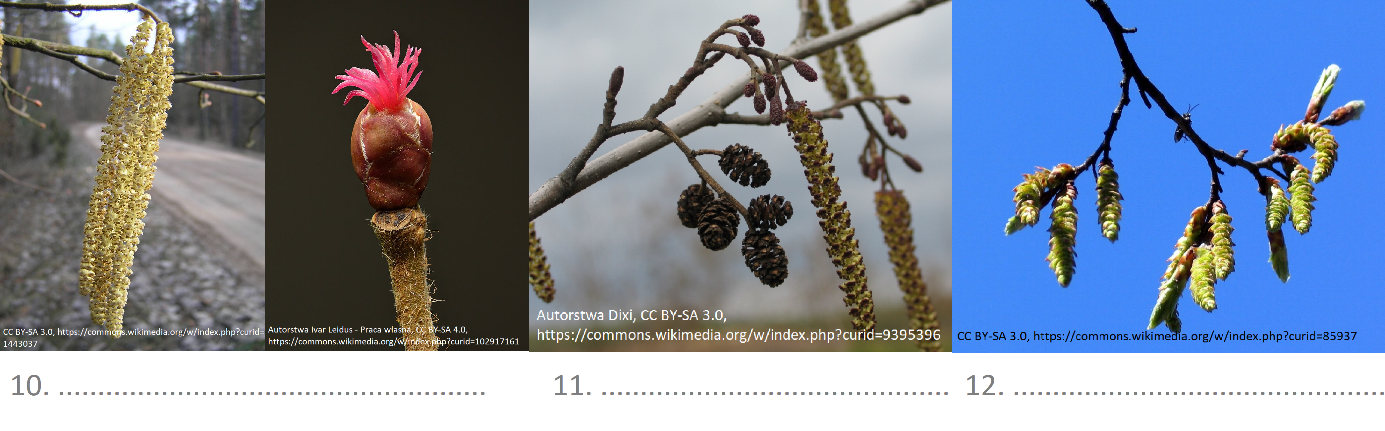 CC BY-SA 3.0, https://commons.wikimedia.org/w/index.php?curid=
1443037
Autorstwa Ivar Leidus - Praca własna, CC BY-SA 4.0,
https://commons.wikimedia.org/w/index.php?curid=102917161
Autorstwa Dixi, CC BY-SA 3.0,
https://commons.wikimedia.org/w/index.php?curid=9395396
CC BY-SA 3.0, https://commons.wikimedia.org/w/index.php?curid=85937
10. ................................................................
11. ....................................................
12. ........................................................